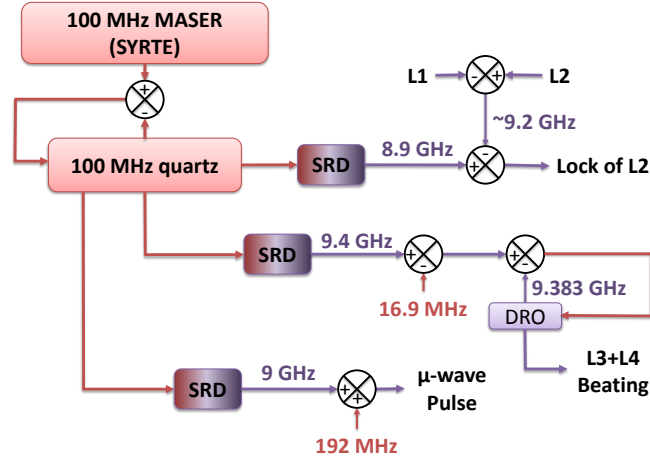 100 MHz MASER
(SYRTE)
+
-
100 MHz quartz
L1
-
+
L2
~9.2 GHz
SRD
8.9 GHz
+
-
Lock of L2
SRD
9.4 GHz
+
-
16.9 MHz
+
-
9.383 GHz
DRO
L3+L4
Beating
SRD
9 GHz
+
+
192 MHz
μ-wave
Pulse